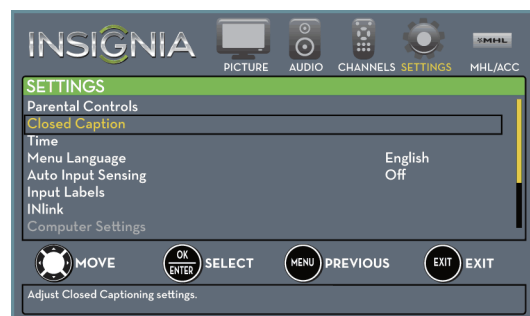 INSIGNIA
MHL
PICTURE AUDIO CHANNELS SETTINGS MHL/ACC
SETTINGS
Parental Controls
Closed Caption
Time
Menu Language English
Auto Input Sensing Off
Input Labels
INlink
Computer Settings
MOVE OK ENTER SELECT MENU PREVIOUS EXIT EXIT
Adjust Closed Captioning settings.